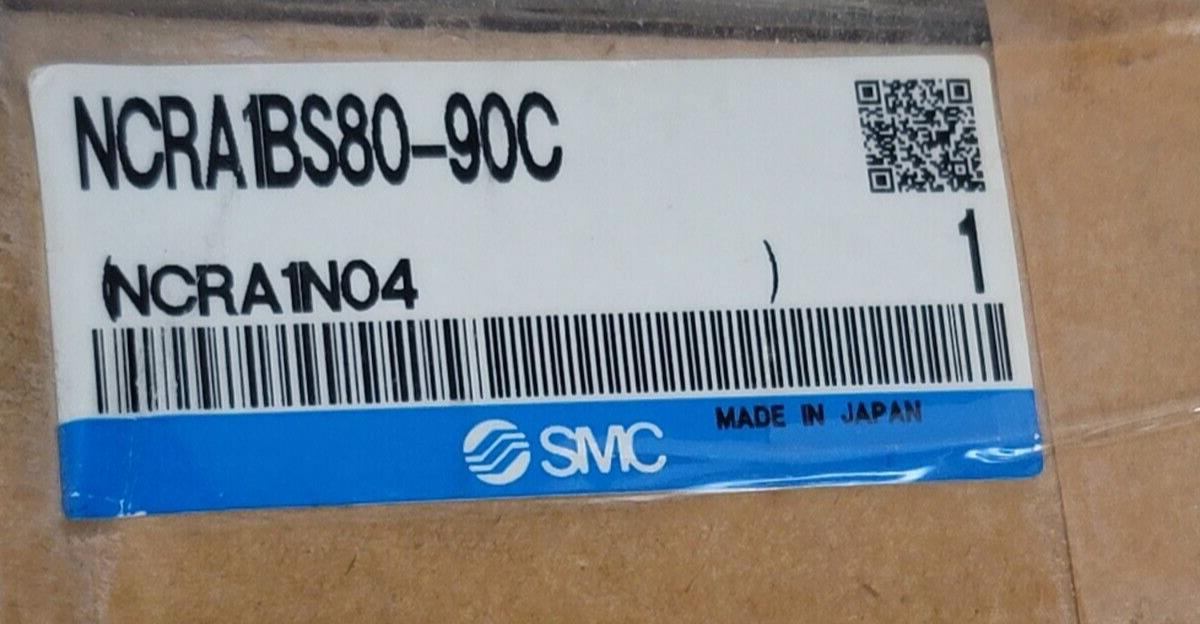 NCRA1BS80-90C
1
(NCRA1N04 )
MADE IN JAPAN
SMC